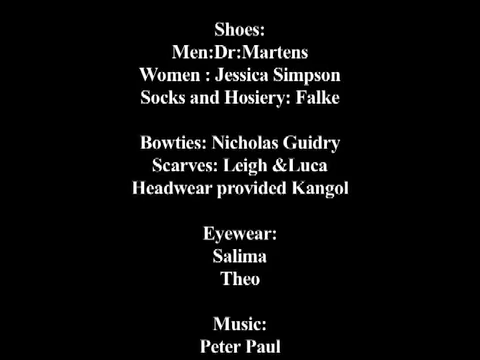 Shoes:
Men:Dr:Martens
Women : Jessica Simpson
Socks and Hosiery: Falke
Bowties: Nicholas Guidry
Scarves: Leigh &Luca
Headwear provided Kangol
Eyewear:
Salima
Theo
Music:
Peter Paul